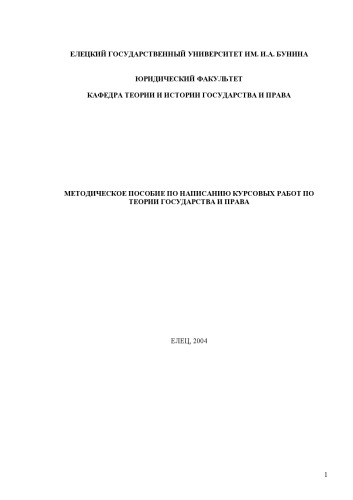 ЕЛЕЦКИЙ ГОСУДАРСТВЕННЫЙ УНИВЕРСИТЕТ ИМ. И.А. БУНИНА
ЮРИДИЧЕСКИЙ ФАКУЛЬТЕТ
КАФЕДРА ТЕОРИИ И ИСТОРИИ ГОСУДАРСТВА И ПРАВА
МЕТОДИЧЕСКОЕ ПОСОБИЕ ПО НАПИСАНИЮ КУРСОВЫХ РАБОТ ПО
ТЕОРИИ ГОСУДАРСТВА И ПРАВА
ЕЛЕЦ, 2004
1